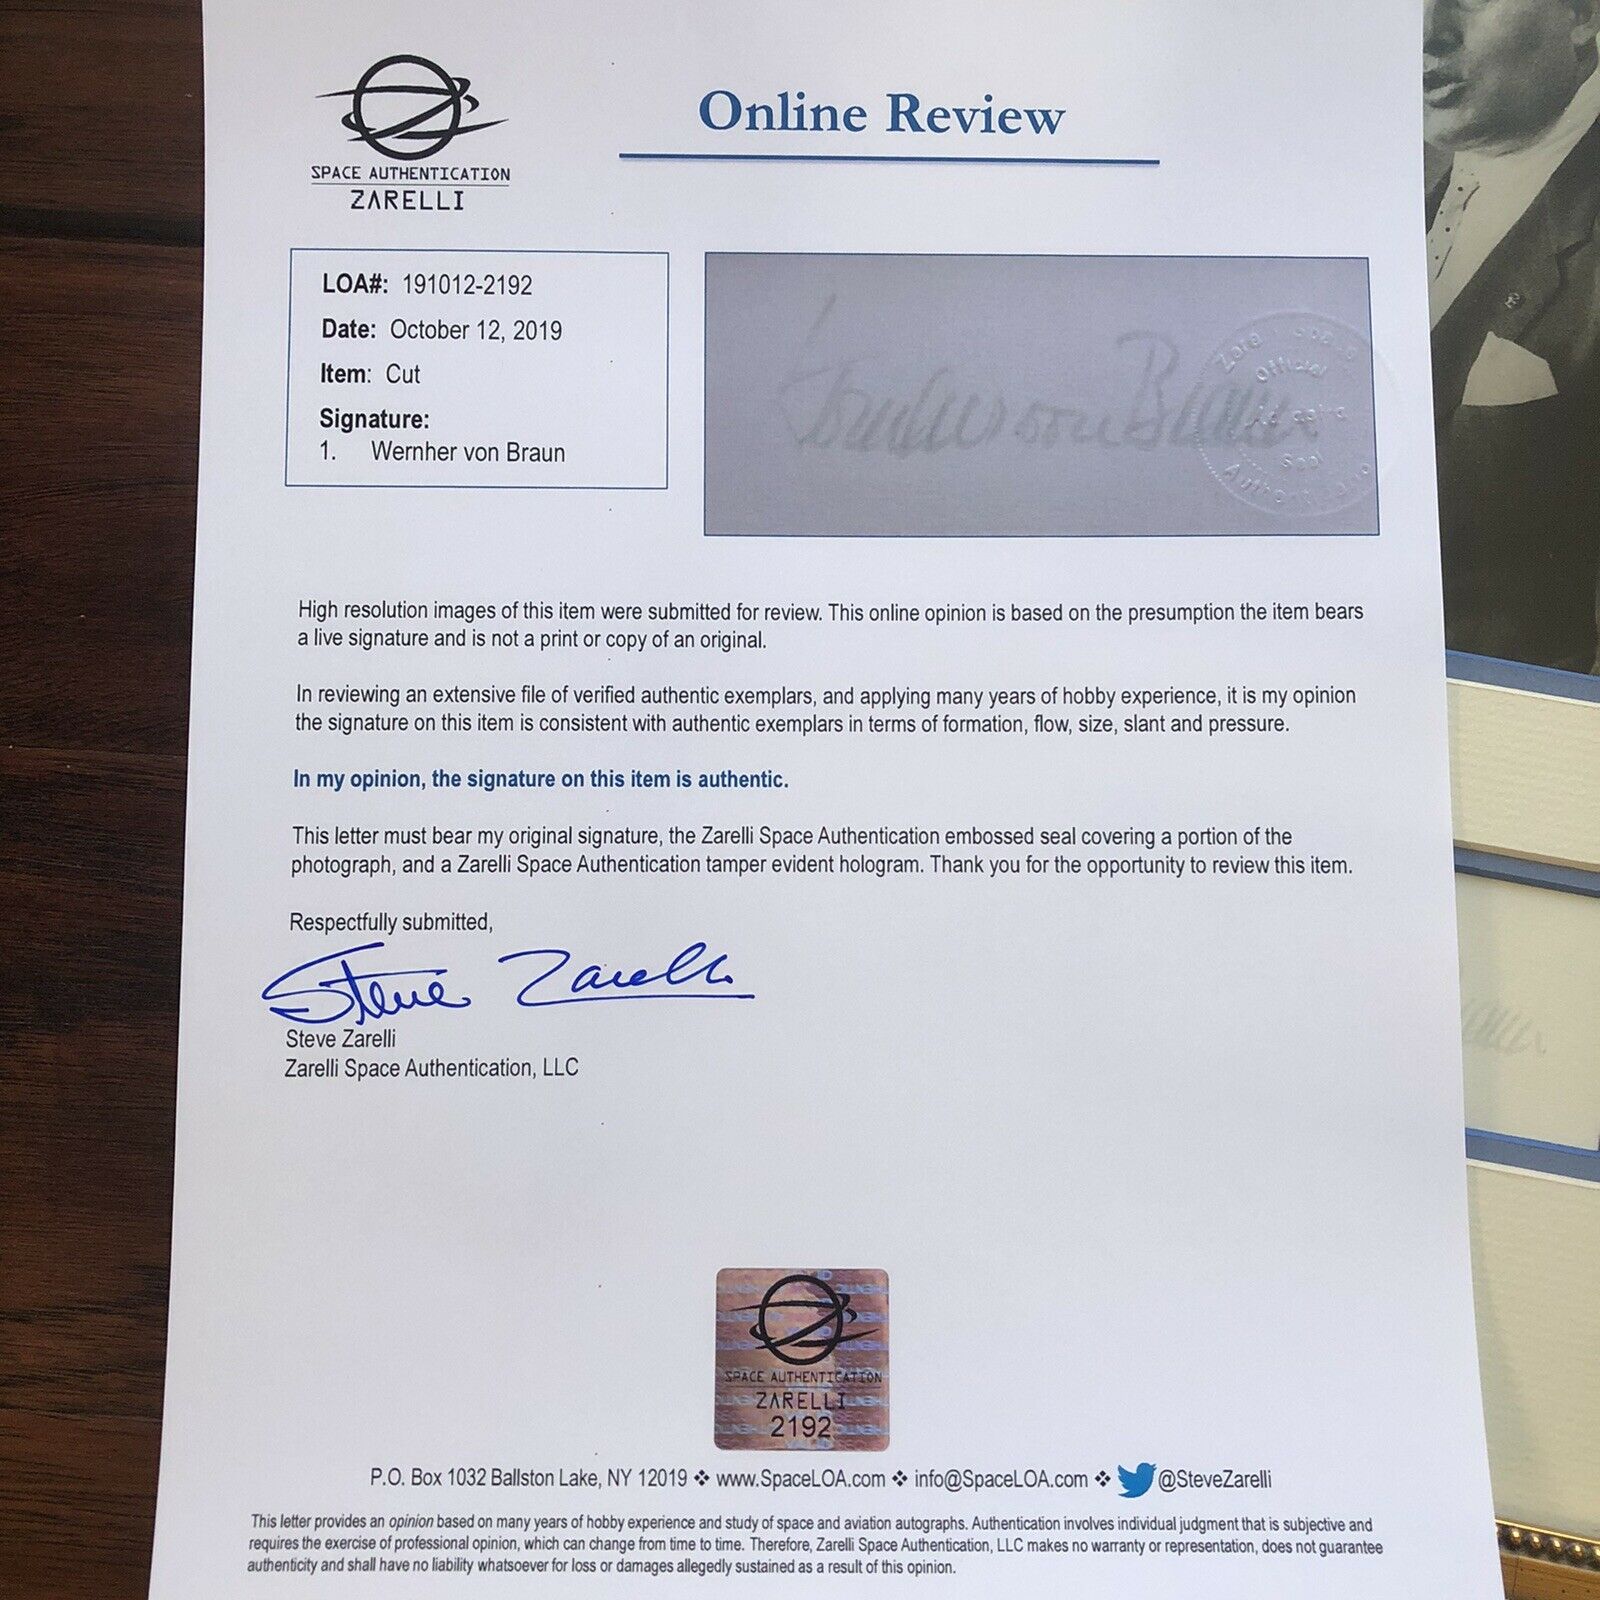 Online Review
SPACE AUTHENTICATION
ZARELLI
LOA#: 191012-2192
Date: October 12, 2019
Item: Cut
Signature:
1. Wernher von Braun
von Braun
Official
Seal
High resolution images of this item were submitted for review. This online opinion is based on the presumption the item bears
a live signature and is not a print or copy of an original.
In reviewing an extensive file of verified authentic exemplars, and applying many years of hobby experience, it is my opinion
the signature on this item is consistent with authentic exemplars in terms of formation, flow, size, slant and pressure.
In my opinion, the signature on this item is authentic.
This letter must bear my original signature, the Zarelli Space Authentication embossed seal covering a portion of the
photograph, and a Zarelli Space Authentication tamper evident hologram. Thank you for the opportunity to review this item.
Respectfully submitted,
Steve Zarelli
Steve Zarelli
Zarelli Space Authentication, LLC
SPACE AUTHENTICATION
ZARELLI
2192
P.O. Box 1032 Ballston Lake, NY 12019 ❖ www.SpaceLOA.com ❖ info@SpaceLOA.com ❖ @SteveZarelli
This letter provides an opinion based on many years of hobby experience and study of space and aviation autographs. Authentication involves individual judgment that is subjective and
requires the exercise of professional opinion, which can change from time to time. Therefore, Zarelli Space Authentication, LLC makes no warranty or representation, does not guarantee
authenticity and shall have no liability whatsoever for loss or damages allegedly sustained as a result of this opinion.